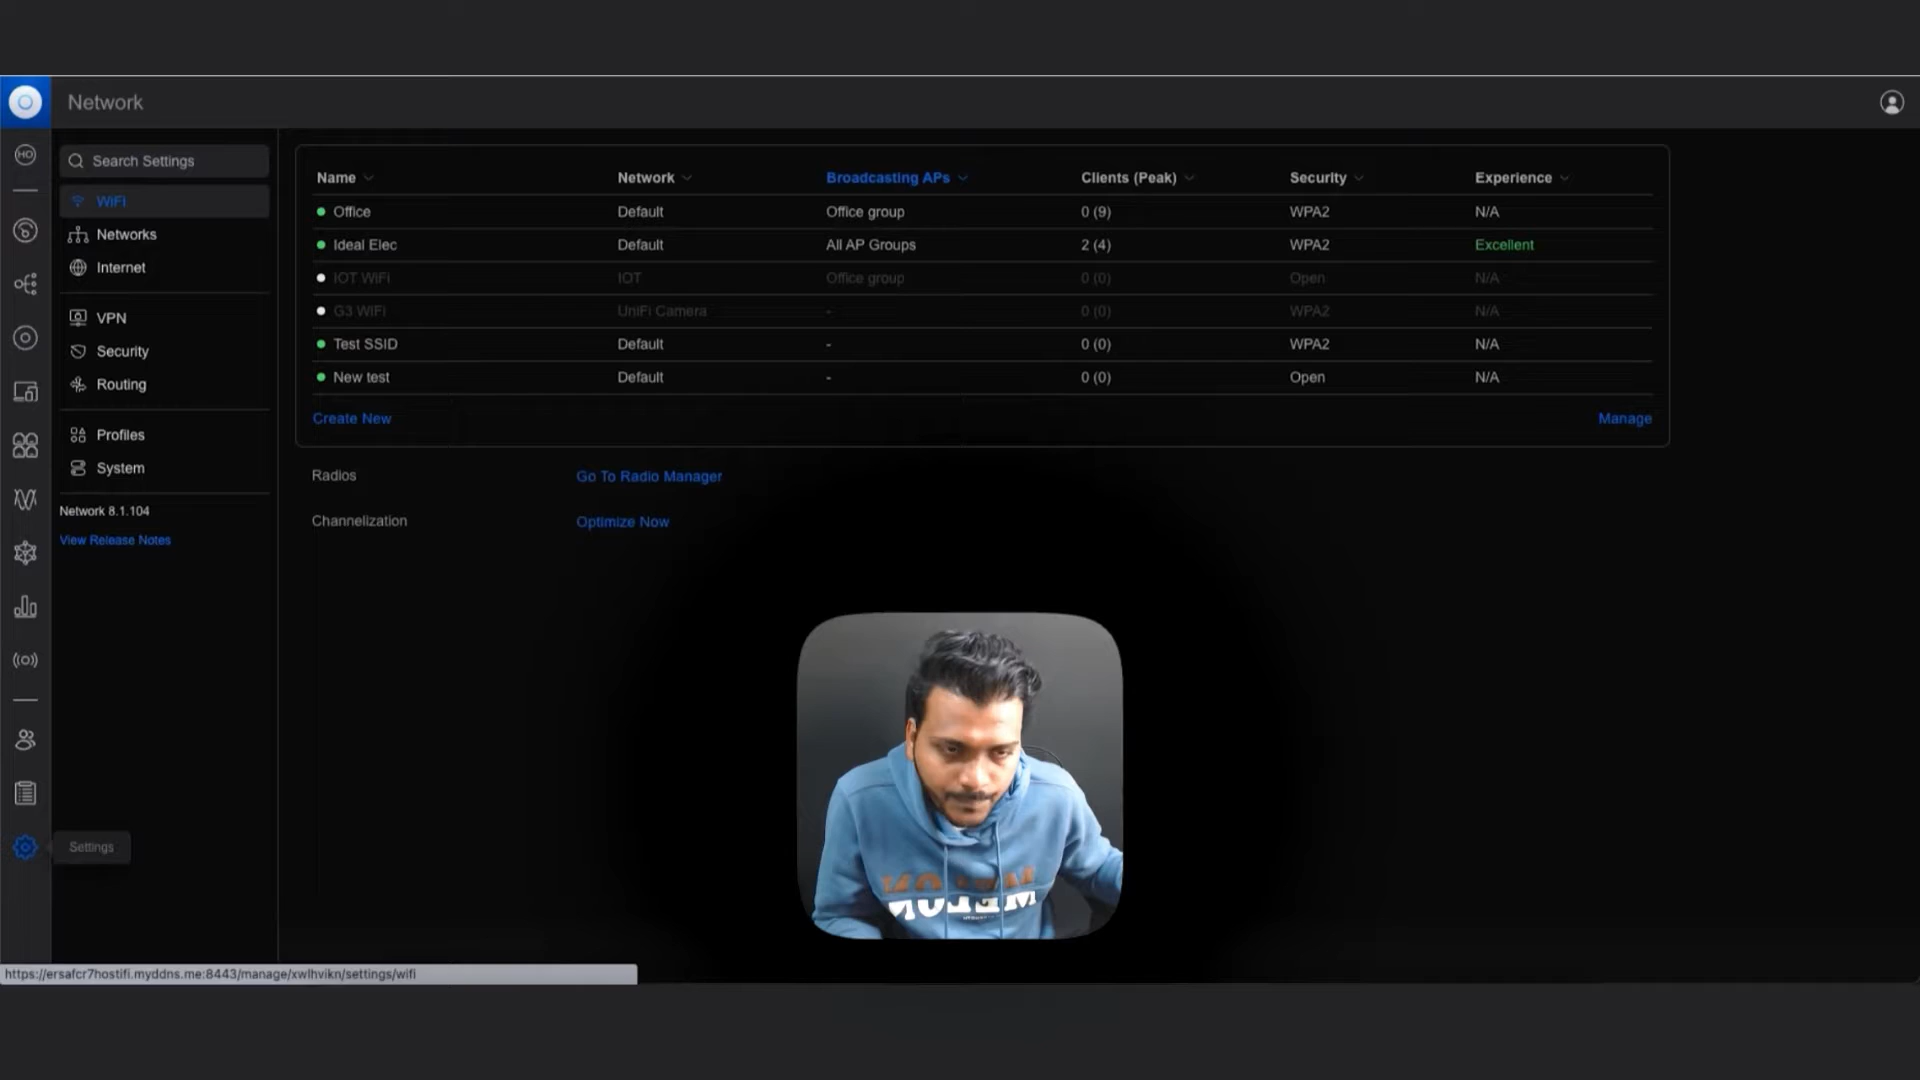 Network
HO
Search Settings
WiFi
Networks
Internet
VPN
Security
Routing
Profiles
System
Network 8.1.104
View Release Notes
Settings
Name Network Broadcasting APs Clients (Peak) Security Experience
Office Default Office group 0 (9) WPA2 N/A
Ideal Elec Default All AP Groups 2 (4) WPA2 Excellent
IOT WiFi IOT Office group 0 (0) Open N/A
G3 WiFi UniFi Camera - 0 (0) WPA2 N/A
Test SSID Default - 0 (0) WPA2 N/A
New test Default - 0 (0) Open N/A
Create New Manage
Radios Go To Radio Manager
Channelization Optimize Now
https://ersafcr7hostifi.myddns.me:8443/manage/xwlhvikn/settings/wifi